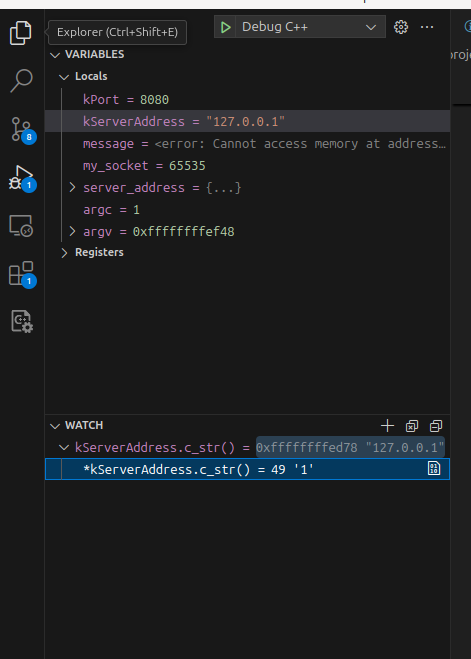 Explorer (Ctrl+Shift+E)
Debug C++
VARIABLES
Locals
kPort = 8080
kServerAddress = "127.0.0.1"
message = <error: Cannot access memory at address…
my_socket = 65535
server_address = {...}
argc = 1
argv = 0xffffffffef48
Registers
8
1
1
WATCH
kServerAddress.c_str() = 0xffffffffed78 "127.0.0.1"
*kServerAddress.c_str() = 49 '1'
proje